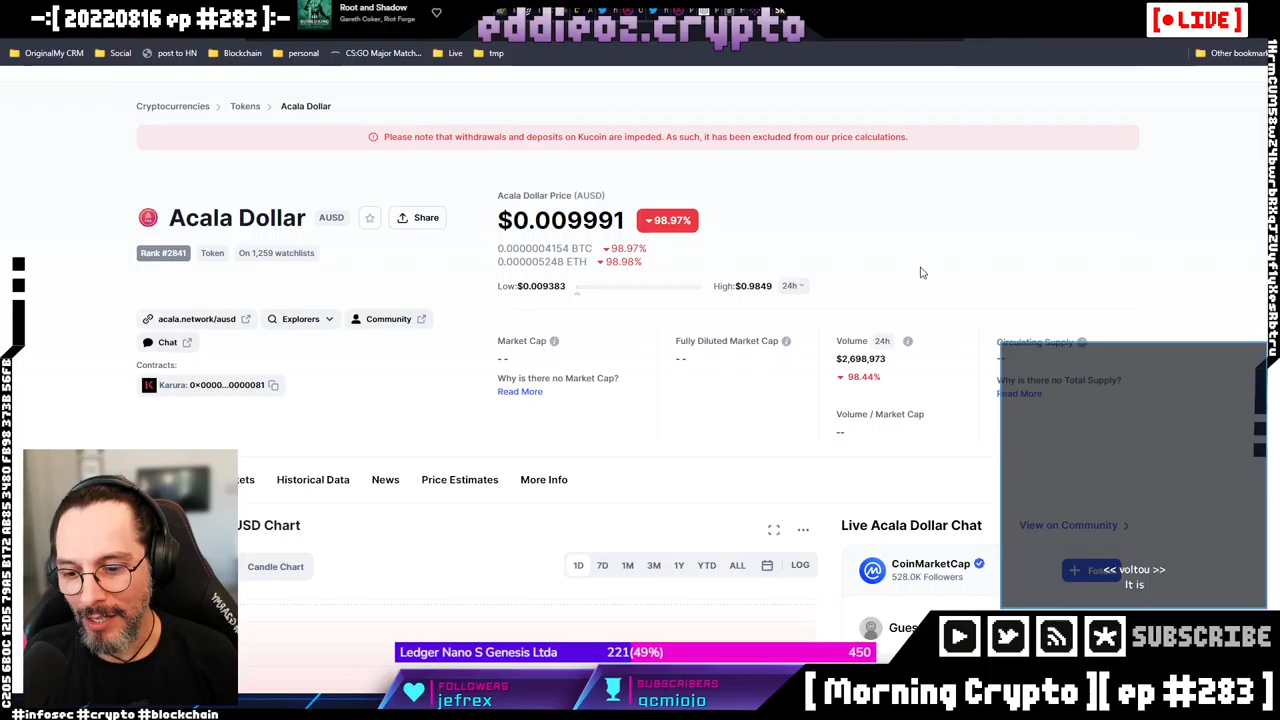 -:[ 20220816 ep #283 ]:-
Root and Shadow
Gareth Coker, Riot Forge
eddieoz.crypto
[ LIVE ]
OriginalMy CRM
Social
post to HN
Blockchain
personal
CS:GO Major Match...
Live
tmp
Other bookmar
Cryptocurrencies > Tokens > Acala Dollar
Please note that withdrawals and deposits on Kucoin are impeded. As such, it has been excluded from our price calculations.
Acala Dollar Price (AUSD)
Acala Dollar AUSD Share
$0.009991 98.97%
Rank #2841 Token On 1,259 watchlists
0.0000004154 BTC 98.97%
0.000005248 ETH 98.98%
Low:$0.009383 High:$0.9849 24h
acala.network/ausd Explorers Community
Chat
Contracts:
Karura: 0x0000...0000081
Market Cap
- -
Why is there no Market Cap?
Read More
Fully Diluted Market Cap
- -
Volume 24h
$2,698,973
98.44%
Volume / Market Cap
--
Circulating Supply
--
Why is there no Total Supply?
Read More
ets Historical Data News Price Estimates More Info
USD Chart
Candle Chart
1D 7D 1M 3M 1Y YTD ALL LOG
Live Acala Dollar Chat
View on Community >
CoinMarketCap
528.0K Followers
Gues
<< voltou >>
It is
Ledger Nano S Genesis Ltda 221(49%) 450
FOLLOWERS
jefrex
SUBSCRIBERS
gcmiojo
SUBSCRIBE
[ Morning Crypto ][ ep #283 ]
#infosec #crypto #blockchain